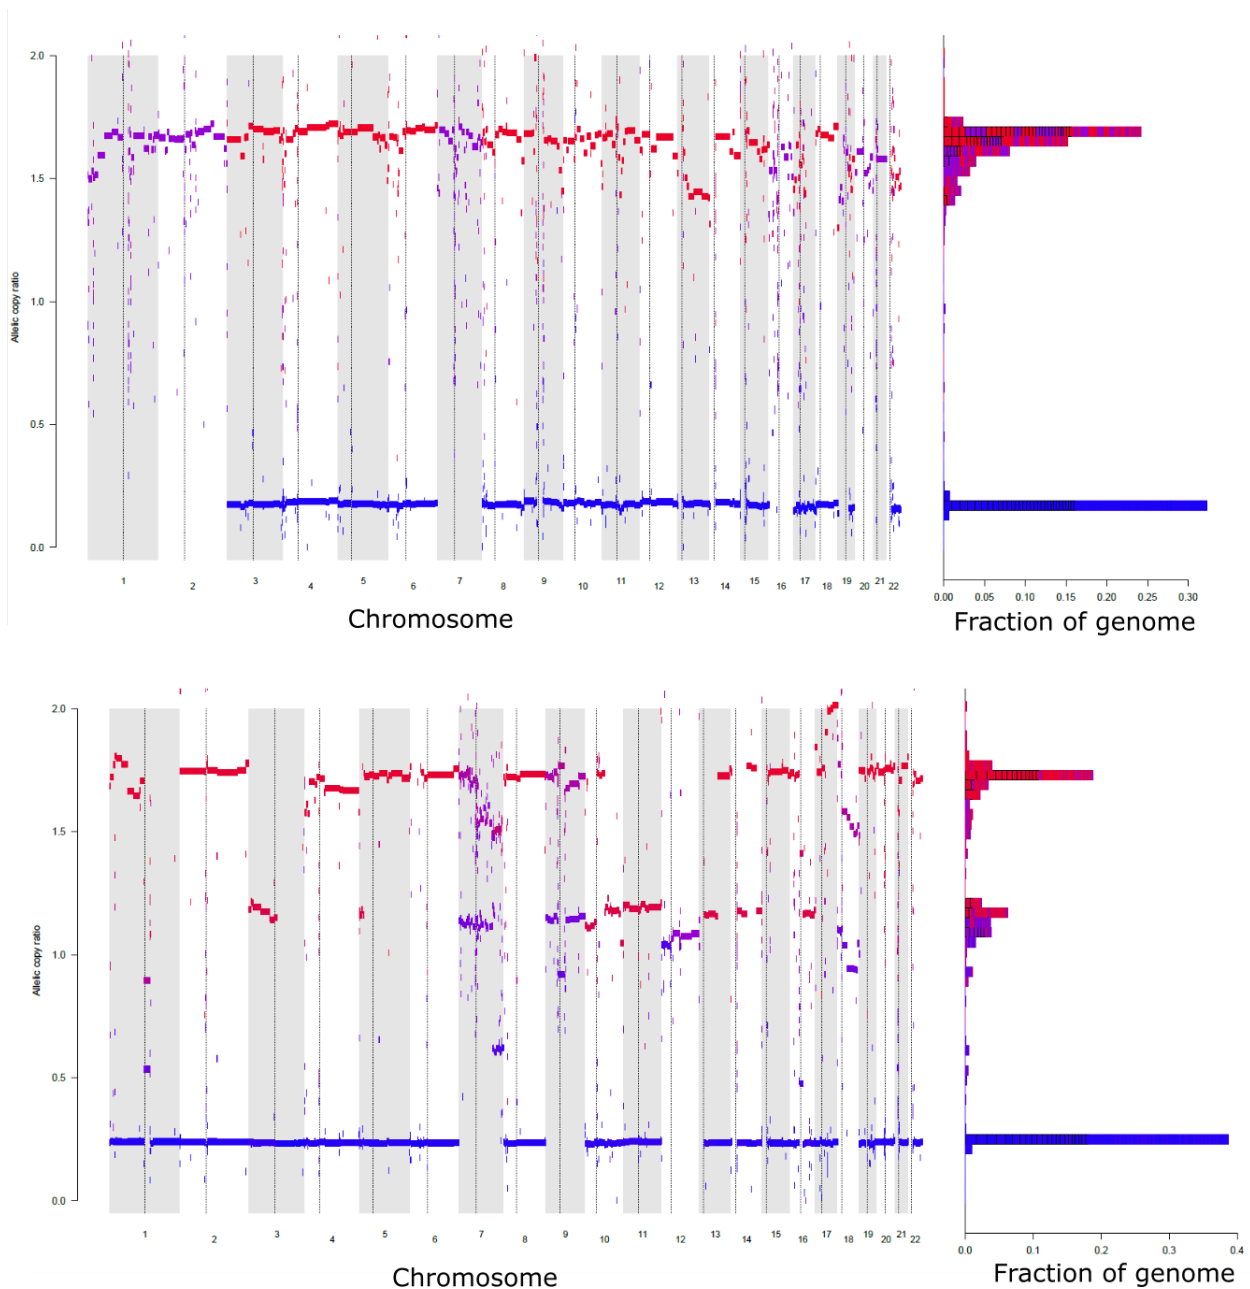 2.0
1.5
1.0
0.5
0.0
Allelic copy ratio
1 2 3 4 5 6 7 8 9 10 11 12 13 14 15 16 17 18 19 20 21 22
Chromosome
0.00 0.05 0.10 0.15 0.20 0.25 0.30
Fraction of genome
2.0
1.5
1.0
0.5
0.0
Allelic copy ratio
1 2 3 4 5 6 7 8 9 10 11 12 13 14 15 16 17 18 19 20 21 22
Chromosome
0.0 0.1 0.2 0.3 0.4
Fraction of genome